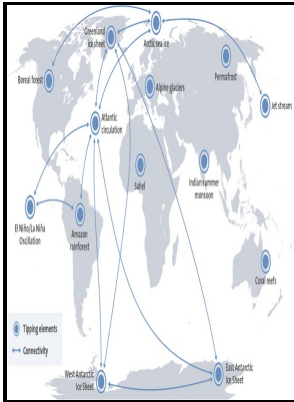 Greenland
ice sheet
Arctic sea ice
Boreal forest
Alpine glaciers
Permafrost
Jet stream
Atlantic
circulation
Sahel
Indian summer
monsoon
El Niño/La Niña
Oscillation
Amazon
rainforest
Coral reefs
Tipping elements
Connectivity
West Antarctic
Ice Sheet
East Antarctic
Ice Sheet